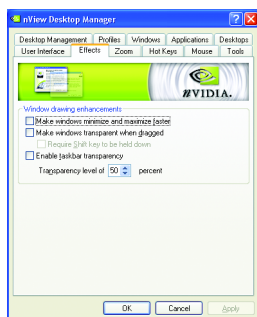 nView Desktop Manager
Desktop Management Profiles Windows Applications Desktops
User Interface Effects Zoom Hot Keys Mouse Tools
nVIDIA.
Window drawing enhancements
Make windows minimize and maximize faster
Make windows transparent when dragged
Require Shift key to be held down
Enable taskbar transparency
Transparency level of 50 percent
OK Cancel Apply